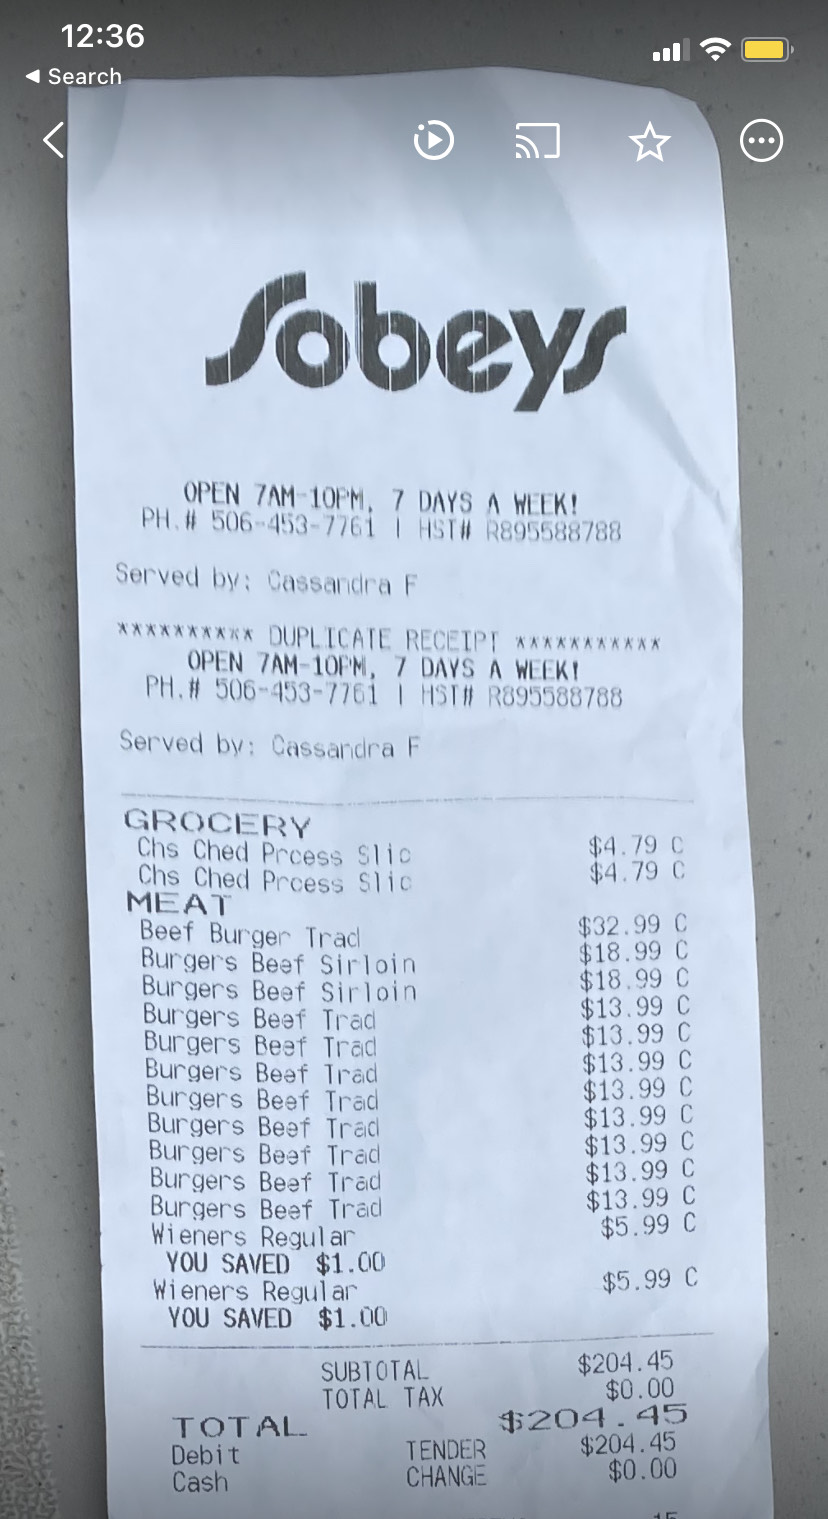 12:36
Search
Sobeys
OPEN 7AM-10PM, 7 DAYS A WEEK!
PH.# 506-453-7761 | HST# R895588788
Served by: Cassandra F
********** DUPLICATE RECEIPT ***********
OPEN 7AM-10PM, 7 DAYS A WEEK!
PH.# 506-453-7761 | HST# R895588788
Served by: Cassandra F
GROCERY
Chs Ched Prcess Slic $4.79 C
Chs Ched Prcess Slic $4.79 C
MEAT
Beef Burger Trad $32.99 C
Burgers Beef Sirloin $18.99 C
Burgers Beef Sirloin $18.99 C
Burgers Beef Trad $13.99 C
Burgers Beef Trad $13.99 C
Burgers Beef Trad $13.99 C
Burgers Beef Trad $13.99 C
Burgers Beef Trad $13.99 C
Burgers Beef Trad $13.99 C
Burgers Beef Trad $13.99 C
Burgers Beef Trad $13.99 C
Wieners Regular $5.99 C
YOU SAVED $1.00
Wieners Regular $5.99 C
YOU SAVED $1.00
SUBTOTAL $204.45
TOTAL TAX $0.00
TOTAL $204.45
Debit TENDER $204.45
Cash CHANGE $0.00